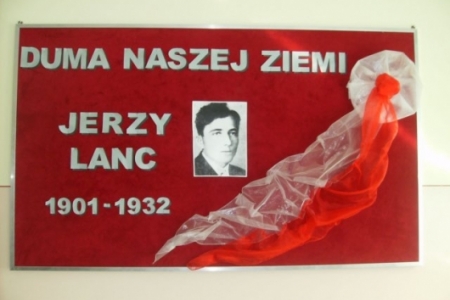 DUMA NASZEJ ZIEMI
JERZY
LANC
1901-1932